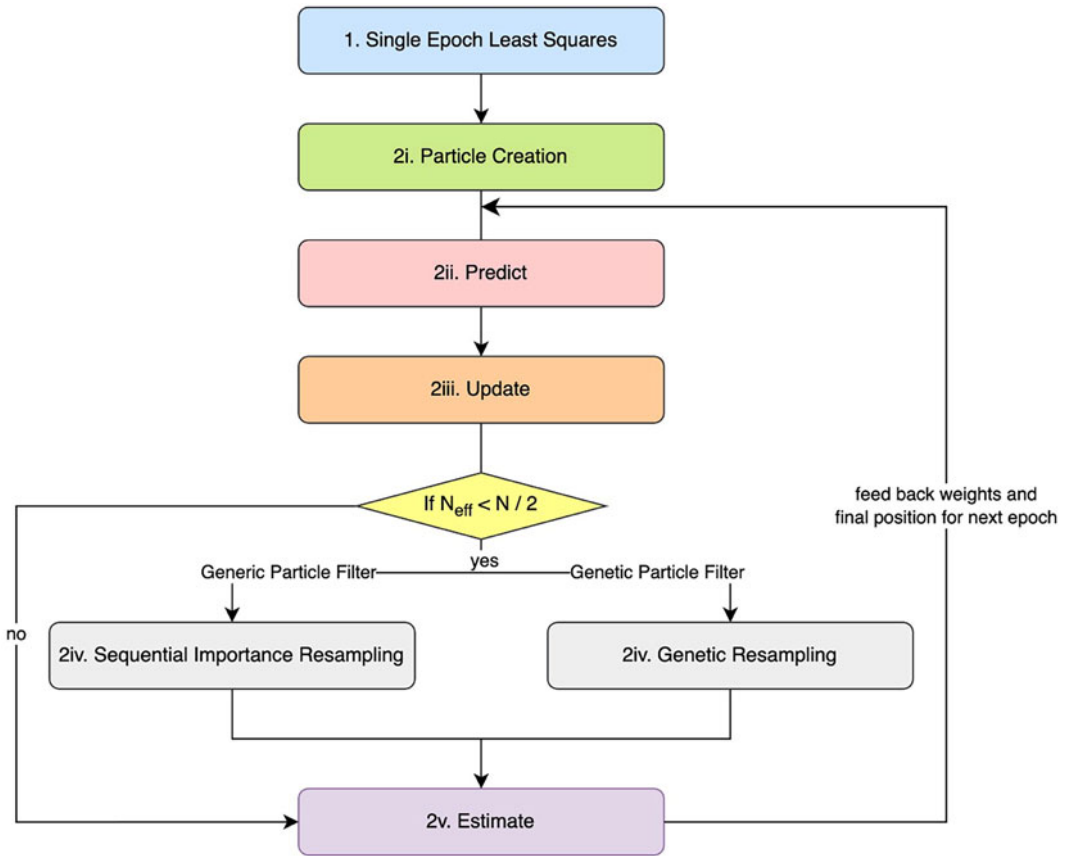 1. Single Epoch Least Squares
2i. Particle Creation
2ii. Predict
2iii. Update
If N_eff < N / 2
feed back weights and
final position for next epoch
yes
Generic Particle Filter
Genetic Particle Filter
no
2iv. Sequential Importance Resampling
2iv. Genetic Resampling
2v. Estimate